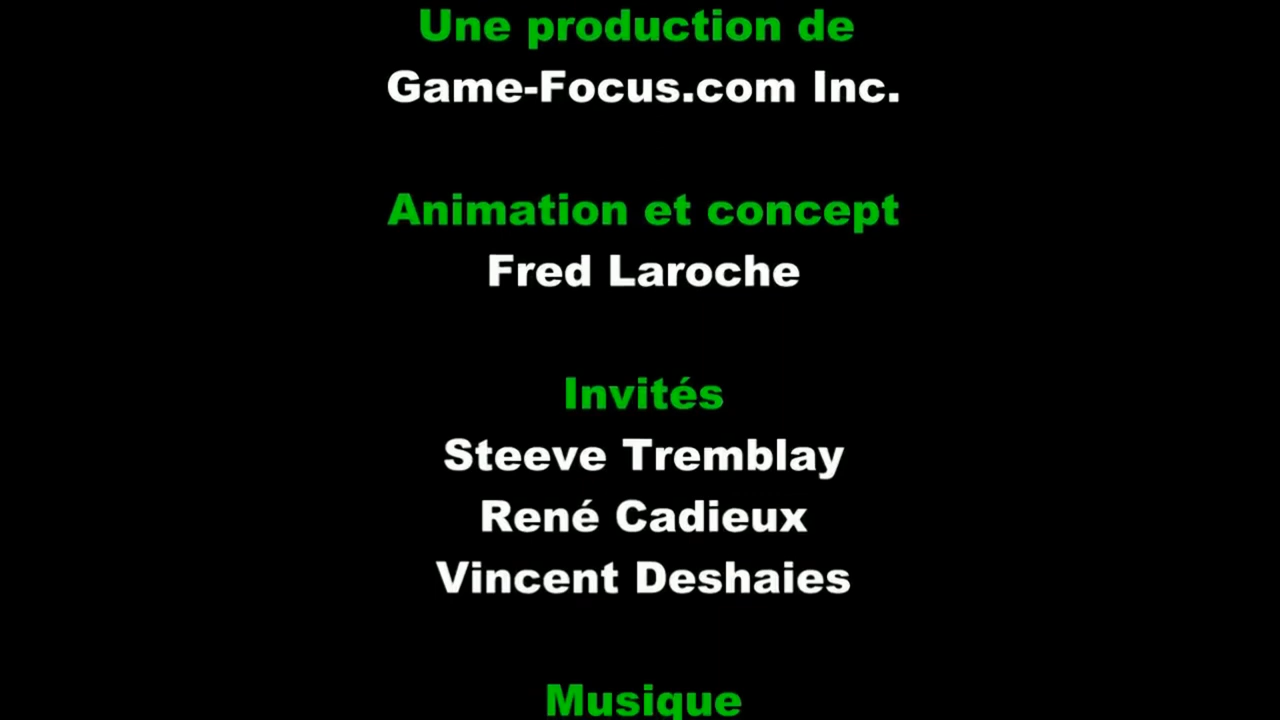 Une production de
Game-Focus.com Inc.
Animation et concept
Fred Laroche
Invités
Steeve Tremblay
René Cadieux
Vincent Deshaies
Musique